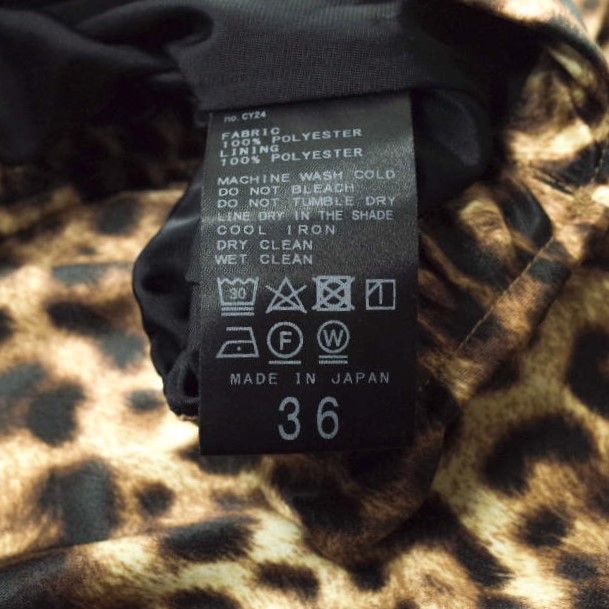 no. CY24
FABRIC
100% POLYESTER
LINING
100% POLYESTER
MACHINE WASH COLD
DO NOT BLEACH
DO NOT TUMBLE DRY
LINE DRY IN THE SHADE
COOL IRON
DRY CLEAN
WET CLEAN
30
F W
MADE IN JAPAN
36